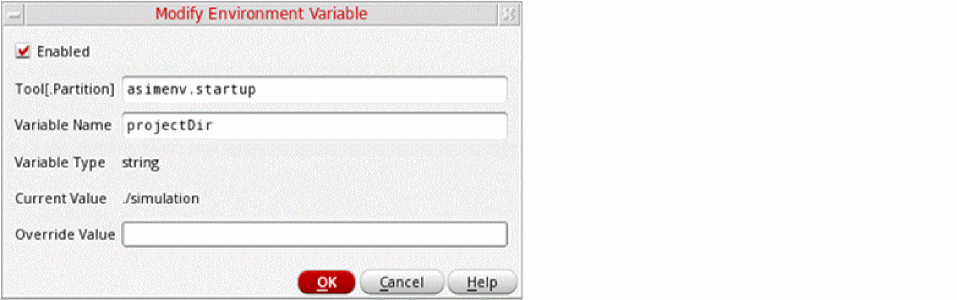 Modify Environment Variable
Enabled
Tool[.Partition] asimenv.startup
Variable Name projectDir
Variable Type string
Current Value ./simulation
Override Value
OK Cancel Help